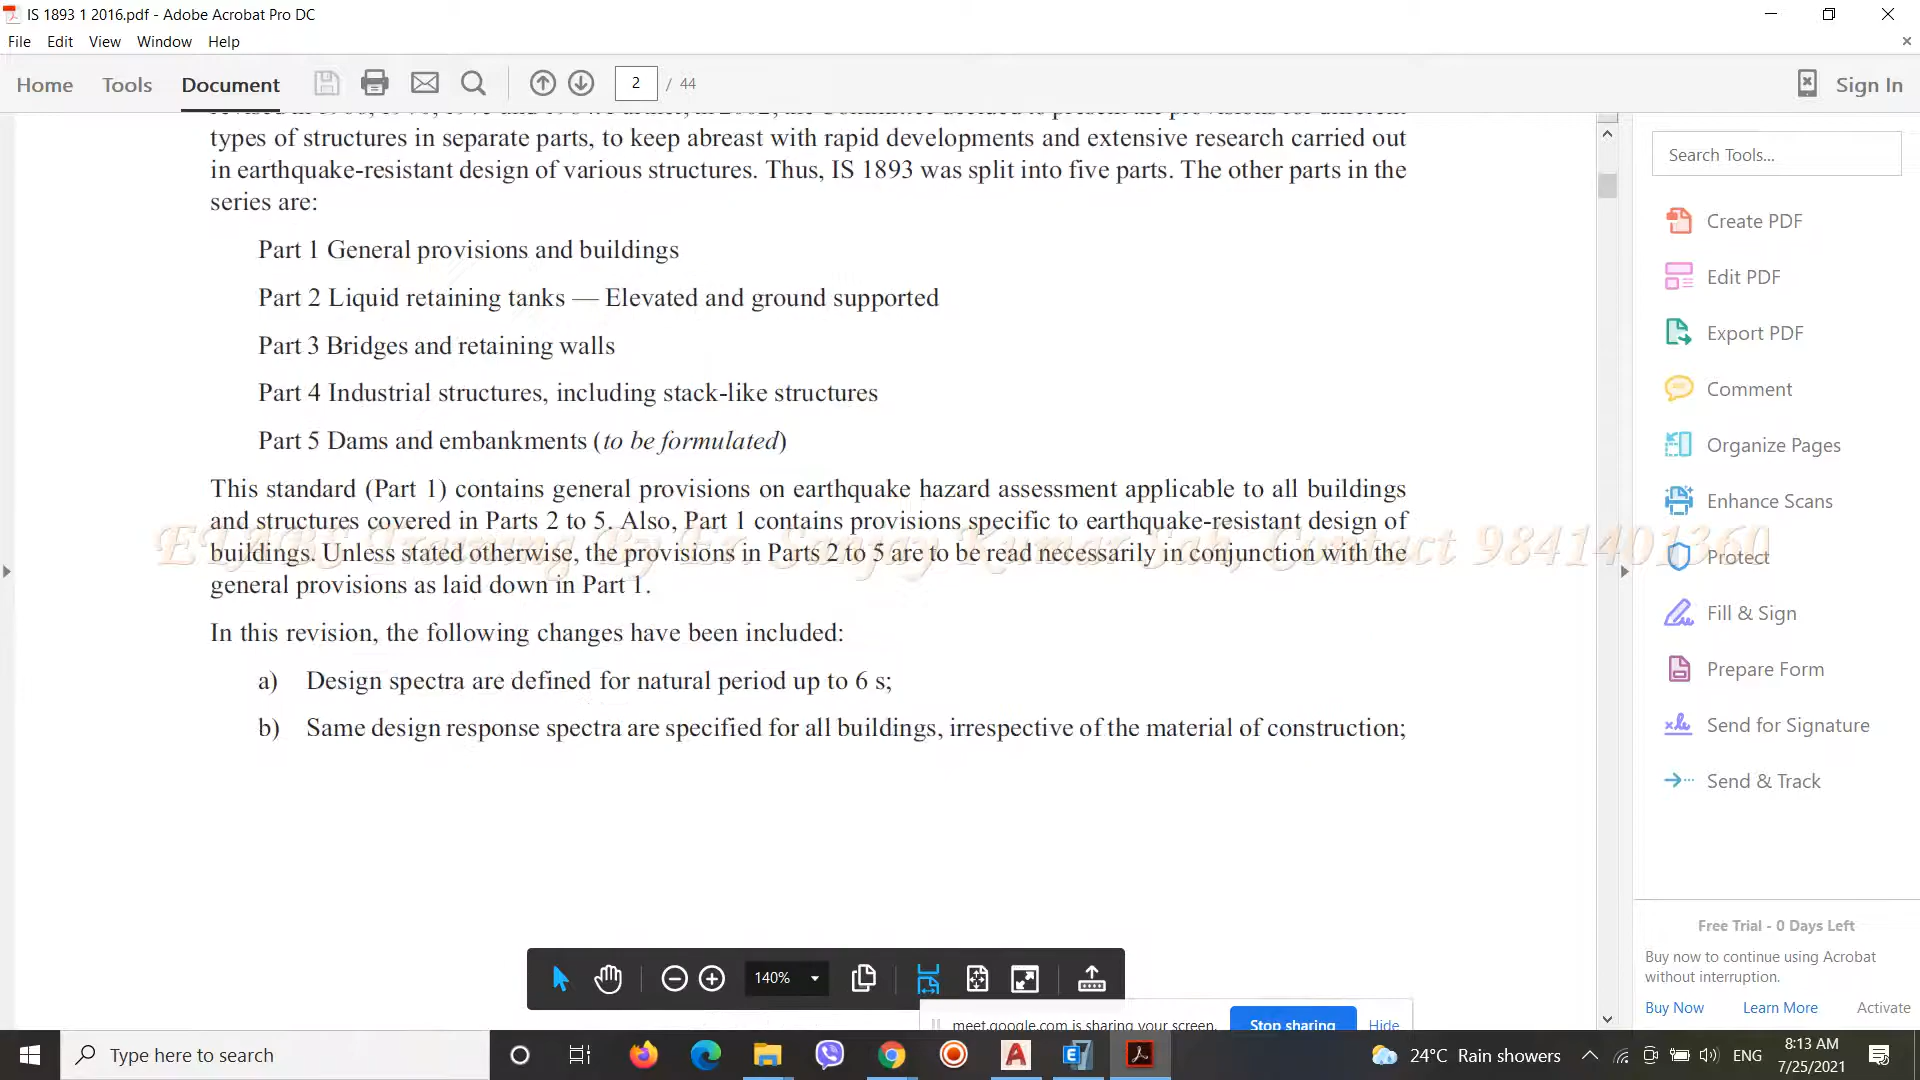 IS 1893 1 2016.pdf - Adobe Acrobat Pro DC
File Edit View Window Help
Home Tools Document 2 / 44 Sign In
types of structures in separate parts, to keep abreast with rapid developments and extensive research carried out
in earthquake-resistant design of various structures. Thus, IS 1893 was split into five parts. The other parts in the
series are:
Part 1 General provisions and buildings
Part 2 Liquid retaining tanks — Elevated and ground supported
Part 3 Bridges and retaining walls
Part 4 Industrial structures, including stack-like structures
Part 5 Dams and embankments (to be formulated)
This standard (Part 1) contains general provisions on earthquake hazard assessment applicable to all buildings
and structures covered in Parts 2 to 5. Also, Part 1 contains provisions specific to earthquake-resistant design of
buildings. Unless stated otherwise, the provisions in Parts 2 to 5 are to be read necessarily in conjunction with the
general provisions as laid down in Part 1.
ETABS Training By Er. Sanjay Kumar Sah, Contact 9841401360
In this revision, the following changes have been included:
a) Design spectra are defined for natural period up to 6 s;
b) Same design response spectra are specified for all buildings, irrespective of the material of construction;
Search Tools...
Create PDF
Edit PDF
Export PDF
Comment
Organize Pages
Enhance Scans
Protect
Fill & Sign
Prepare Form
Send for Signature
Send & Track
Free Trial - 0 Days Left
Buy now to continue using Acrobat
without interruption.
Buy Now Learn More Activate
140%
meet.google.com is sharing your screen. Stop sharing Hide
Type here to search
24°C Rain showers ENG
8:13 AM
7/25/2021